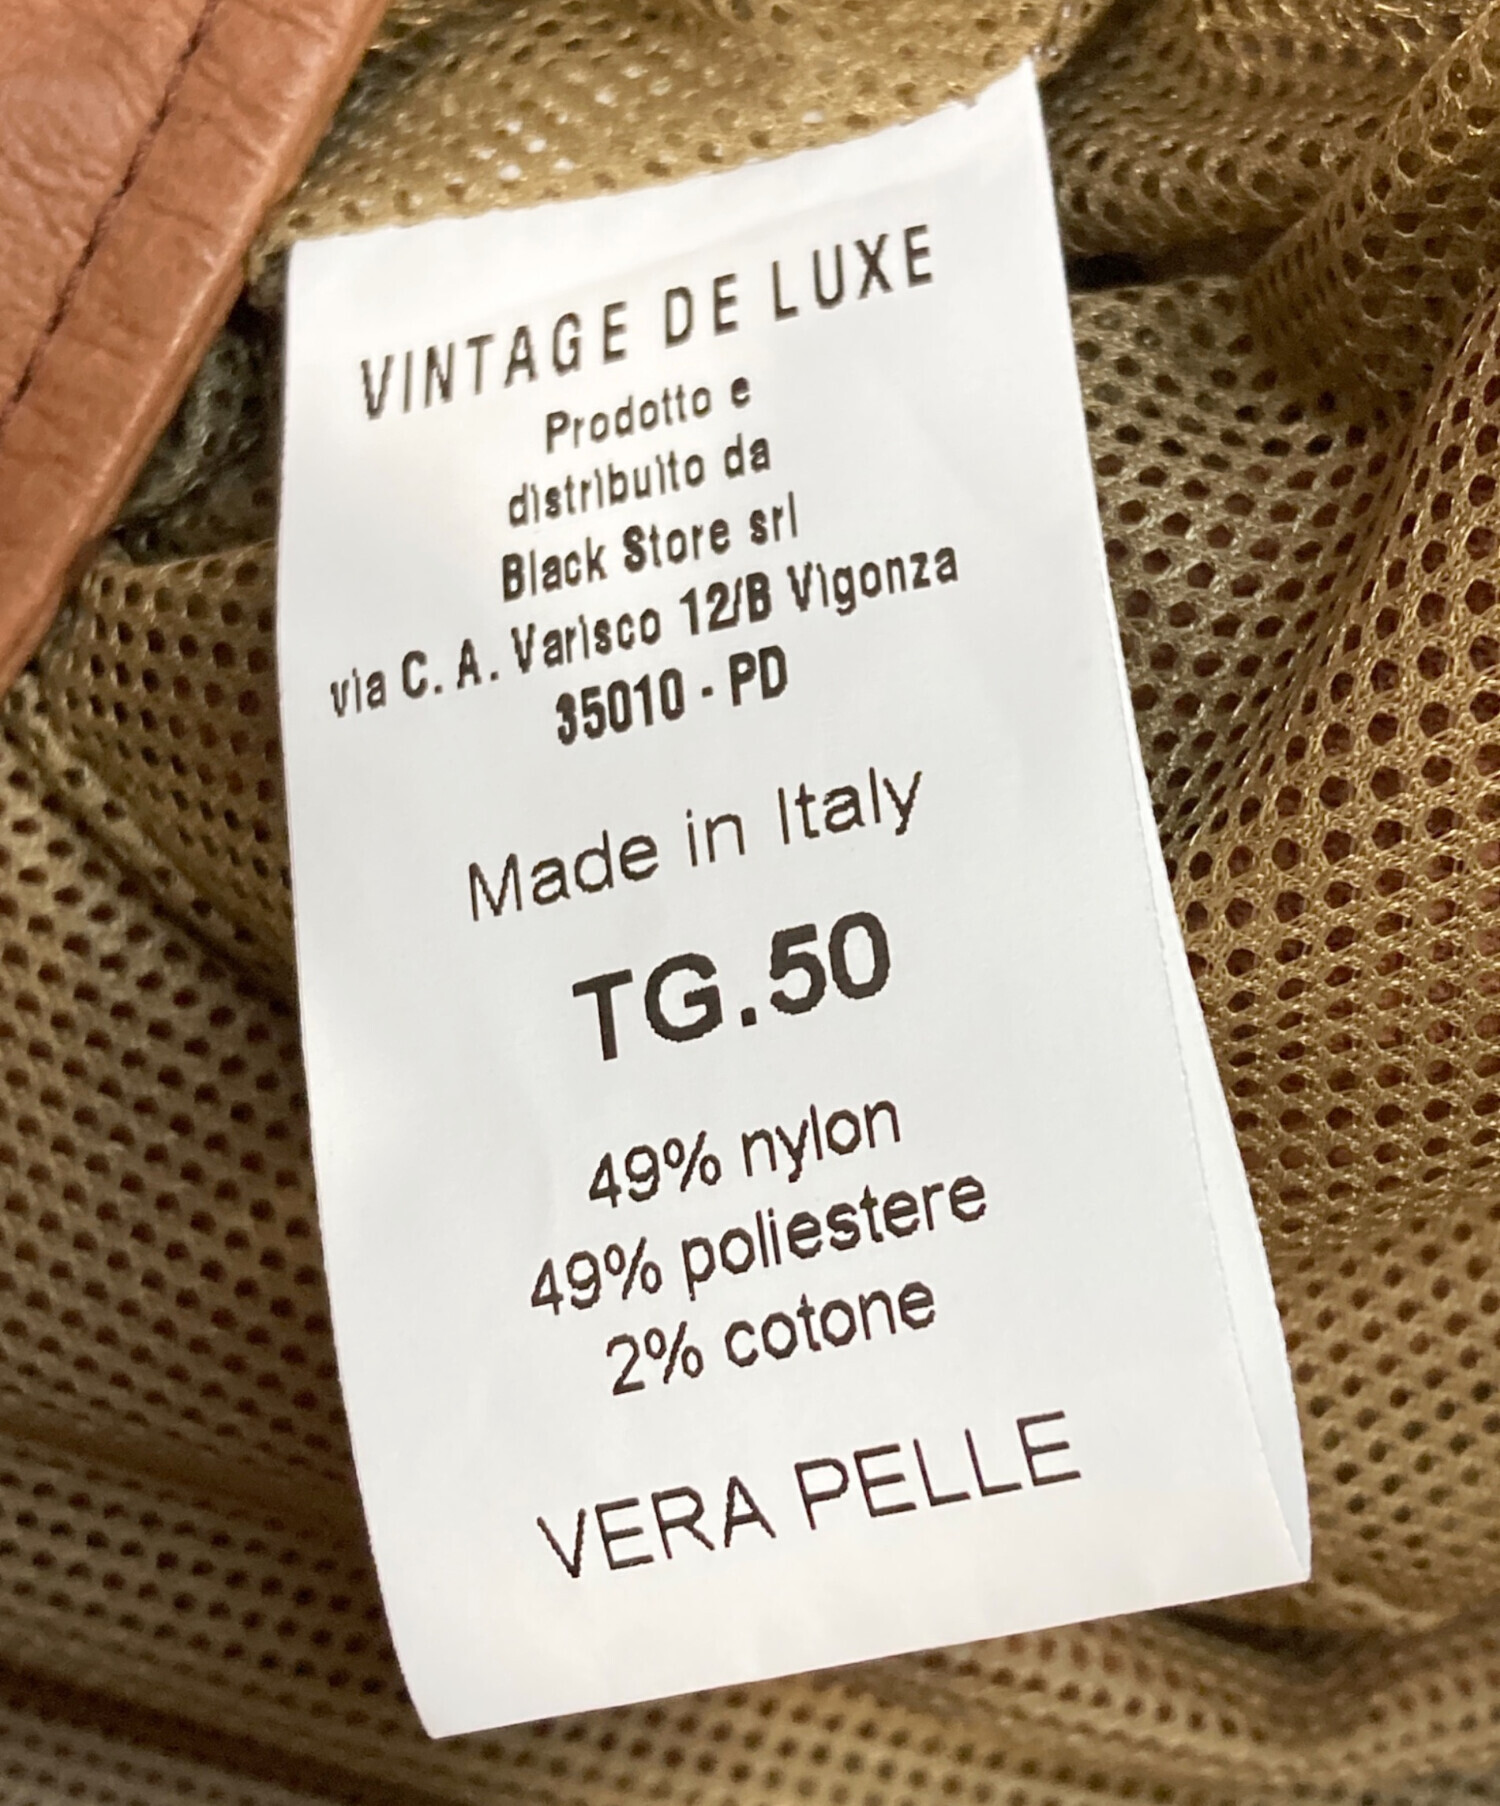 VINTAGE DE LUXE
Prodotto e
distribuito da
Black Store srl
via C. A. Varisco 12/B Vigonza
35010 - PD
Made in Italy
TG.50
49% nylon
49% poliestere
2% cotone
VERA PELLE